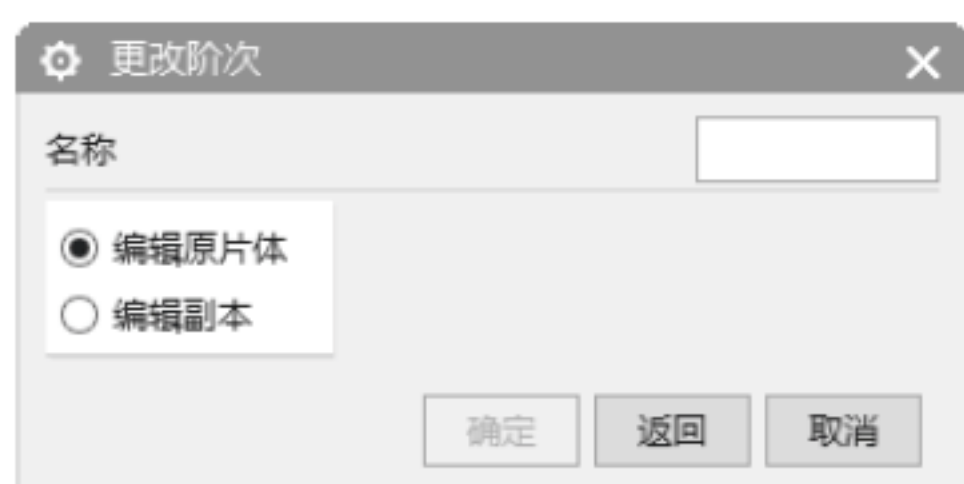 更改阶次
名称
编辑原片体
编辑副本
确定 返回 取消